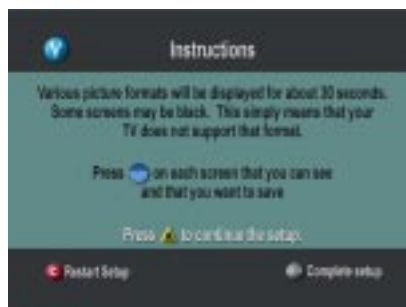 Instructions
Various picture formats will be displayed for about 30 seconds.
Some screens may be black. This simply means that your
TV does not support that format.
Press on each screen that you can see
and that you want to save
Press A to continue the setup.
C Restart Setup
Complete setup